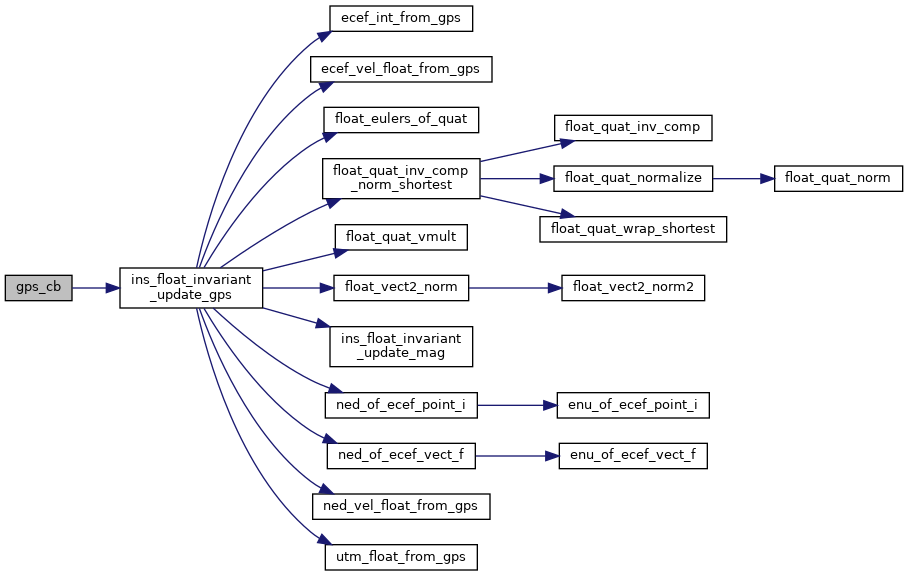 gps_cb
ins_float_invariant
_update_gps
ecef_int_from_gps
ecef_vel_float_from_gps
float_eulers_of_quat
float_quat_inv_comp
_norm_shortest
float_quat_vmult
float_vect2_norm
ins_float_invariant
_update_mag
ned_of_ecef_point_i
ned_of_ecef_vect_f
ned_vel_float_from_gps
utm_float_from_gps
float_quat_inv_comp
float_quat_normalize
float_quat_wrap_shortest
float_vect2_norm2
enu_of_ecef_point_i
enu_of_ecef_vect_f
float_quat_norm